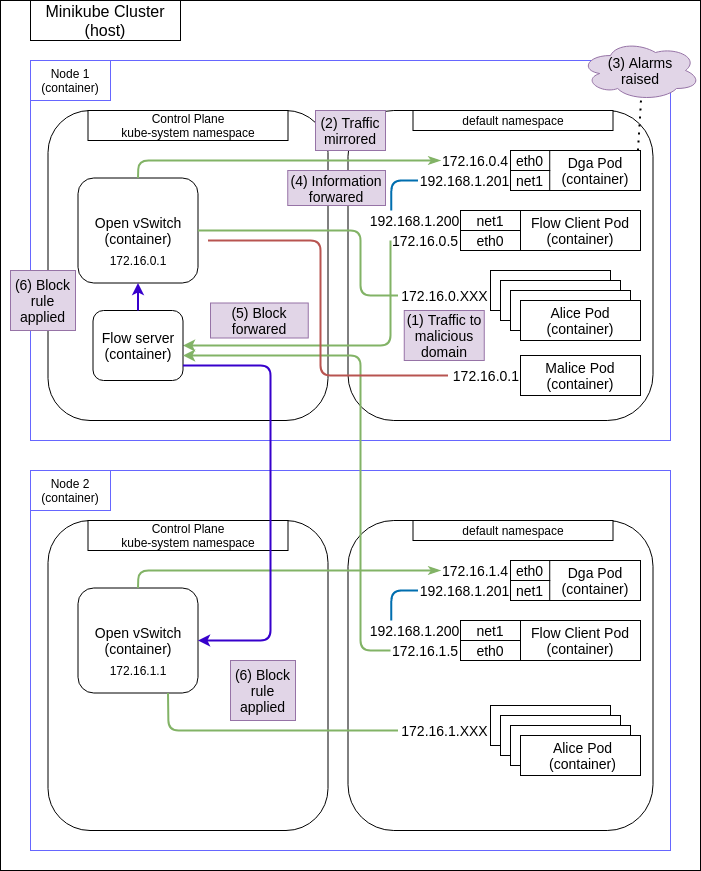 Minikube Cluster
(host)
Node 1
(container)
(3) Alarms
raised
Control Plane
kube-system namespace
(2) Traffic
mirrored
default namespace
172.16.0.4
eth0
Dga Pod
(container)
192.168.1.201
net1
(4) Information
forwared
Open vSwitch
(container)
172.16.0.1
192.168.1.200
net1
Flow Client Pod
(container)
172.16.0.5
eth0
(6) Block
rule
applied
172.16.0.XXX
Alice Pod
(container)
(5) Block
forwared
(1) Traffic to
malicious
domain
Flow server
(container)
172.16.0.1
Malice Pod
(container)
Node 2
(container)
Control Plane
kube-system namespace
default namespace
172.16.1.4
eth0
Dga Pod
(container)
192.168.1.201
net1
Open vSwitch
(container)
172.16.1.1
192.168.1.200
net1
Flow Client Pod
(container)
172.16.1.5
eth0
(6) Block
rule
applied
172.16.1.XXX
Alice Pod
(container)